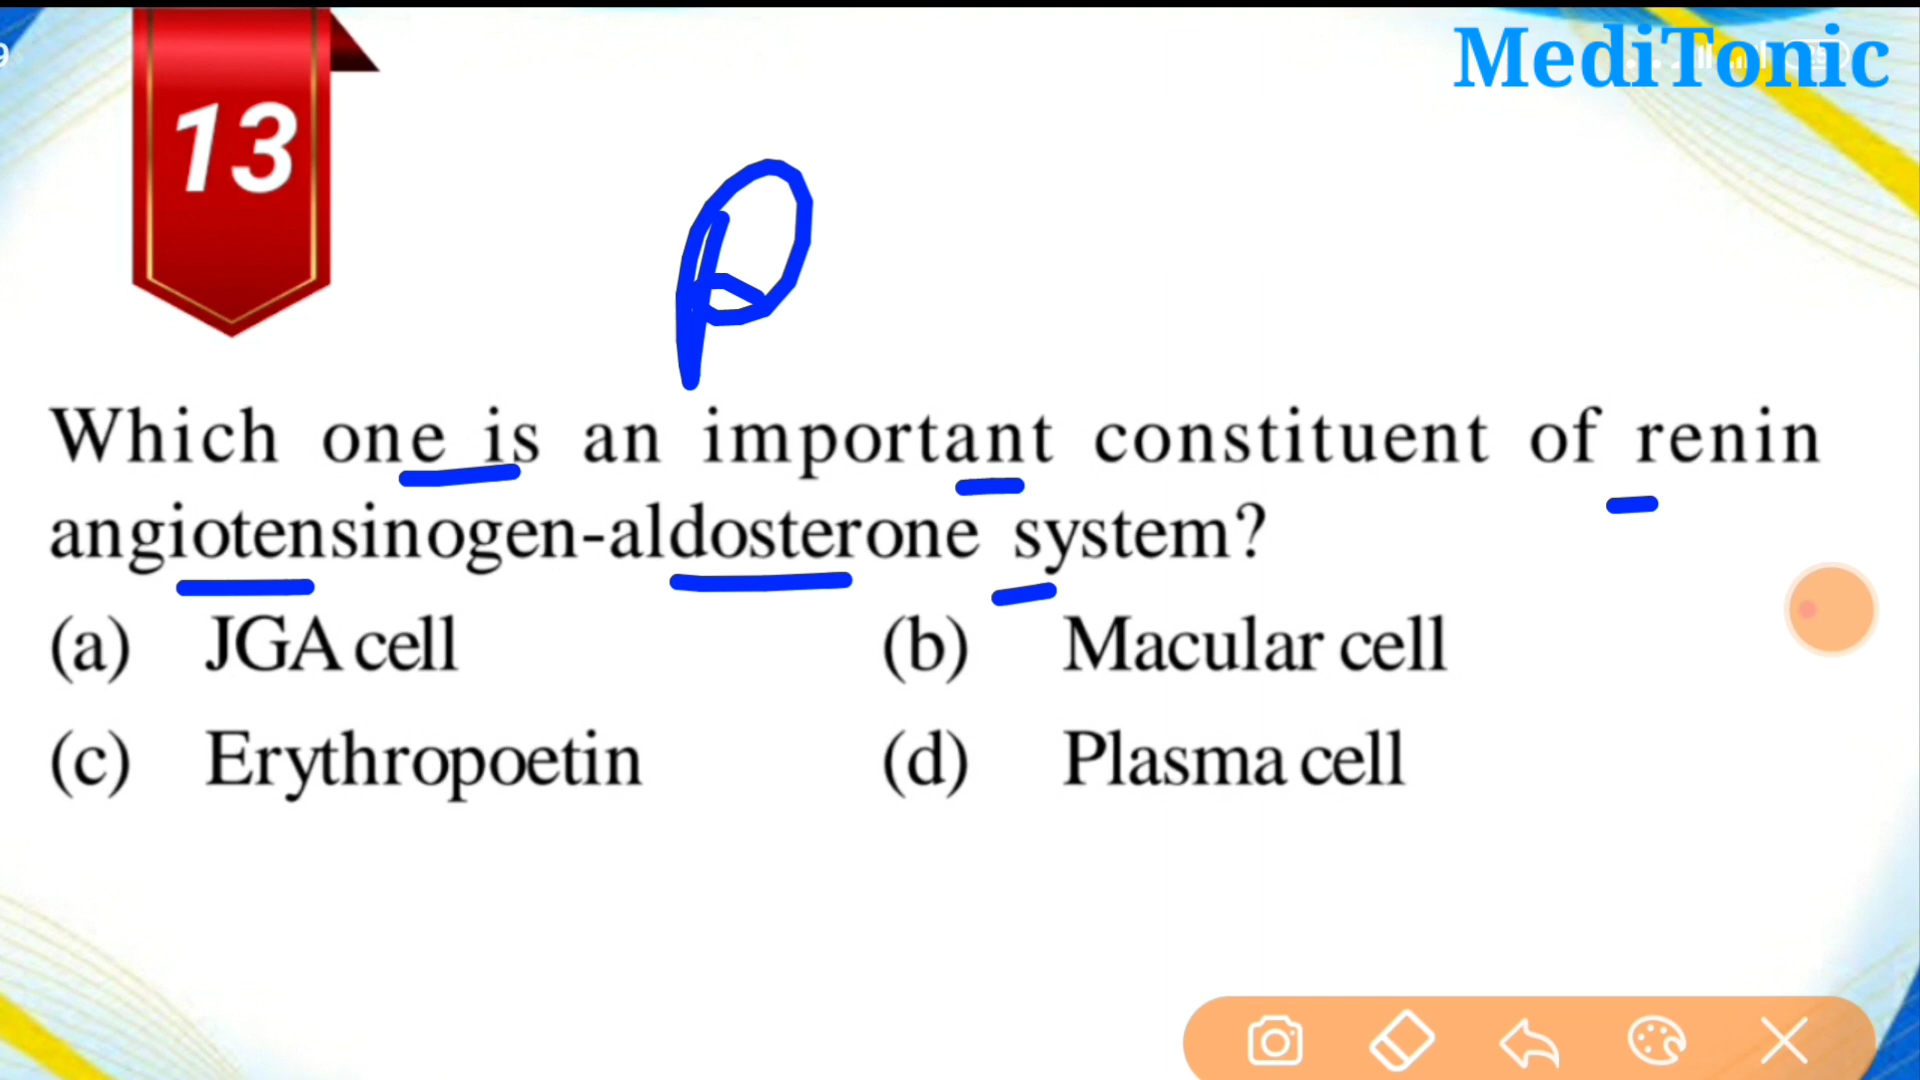 MediTonic
13
Which one is an important constituent of renin
angiotensinogen-aldosterone system?
(a) JGA cell (b) Macular cell
(c) Erythropoetin (d) Plasma cell